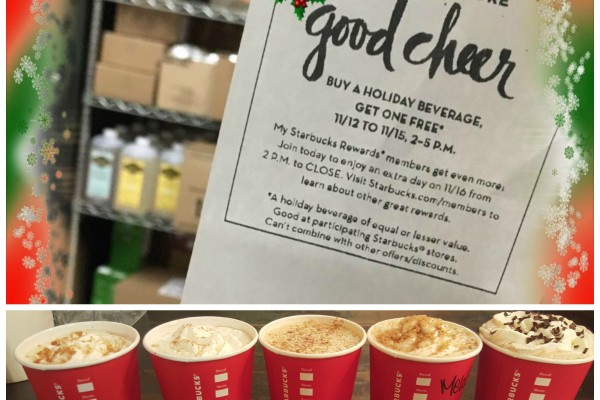 RE
good cheer
BUY A HOLIDAY BEVERAGE,
GET ONE FREE*
11/12 TO 11/15, 2–5 P.M.
My Starbucks Rewards® members get even more:
Join today to enjoy an extra day on 11/16 from
2 P.M. to CLOSE. Visit Starbucks.com/members to
learn about other great rewards.
*A holiday beverage of equal or lesser value.
Good at participating Starbucks® stores.
Can't combine with other offers/discounts.